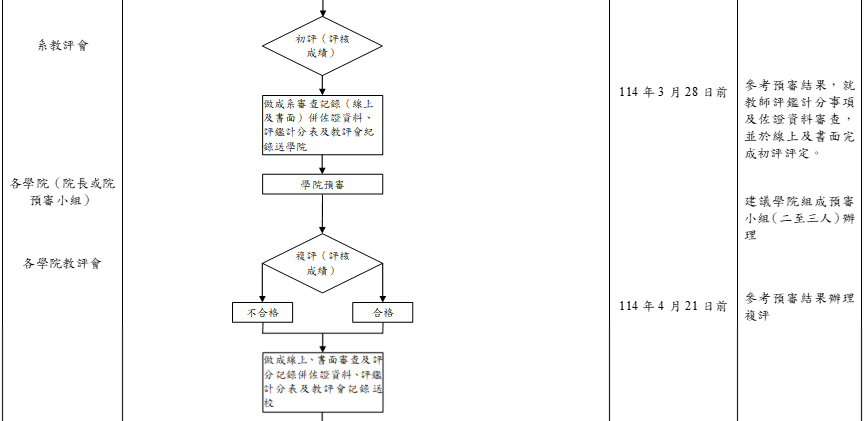 系教評會
初評（評核
成績）
做成系審查記錄（線上
及書面）併佐證資料、
評鑑計分表及教評會紀
錄送學院
114 年 3 月 28 日前
參考預審結果，就
教師評鑑計分事項
及佐證資料審查，
並於線上及書面完
成初評評定。
各學院（院長或院
預審小組）
學院預審
建議學院組成預審
小組（二至三人）辦
理
各學院教評會
複評（評核
成績）
不合格
合格
114 年 4 月 21 日前
參考預審結果辦理
複評
做成線上、書面審查及評
分記錄併佐證資料、評鑑
計分表及教評會記錄送
校